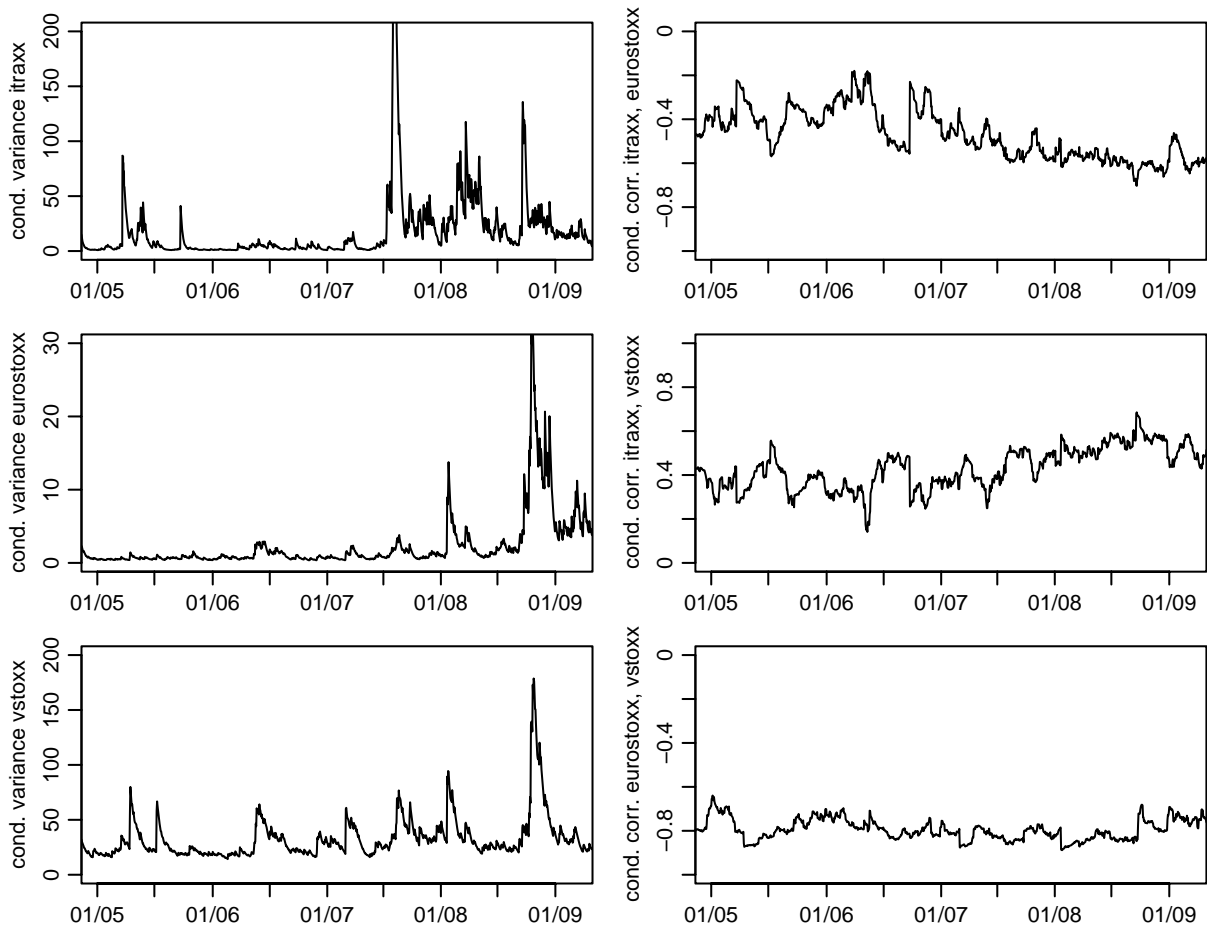 cond. variance itraxx
0 50 100 150 200
01/05 01/06 01/07 01/08 01/09
cond. corr. itraxx, eurostoxx
−0.8 −0.4 0
01/05 01/06 01/07 01/08 01/09
cond. variance eurostoxx
0 10 20 30
01/05 01/06 01/07 01/08 01/09
cond. corr. itraxx, vstoxx
0 0.4 0.8
01/05 01/06 01/07 01/08 01/09
cond. variance vstoxx
0 50 100 150 200
01/05 01/06 01/07 01/08 01/09
cond. corr. eurostoxx, vstoxx
−0.8 −0.4 0
01/05 01/06 01/07 01/08 01/09